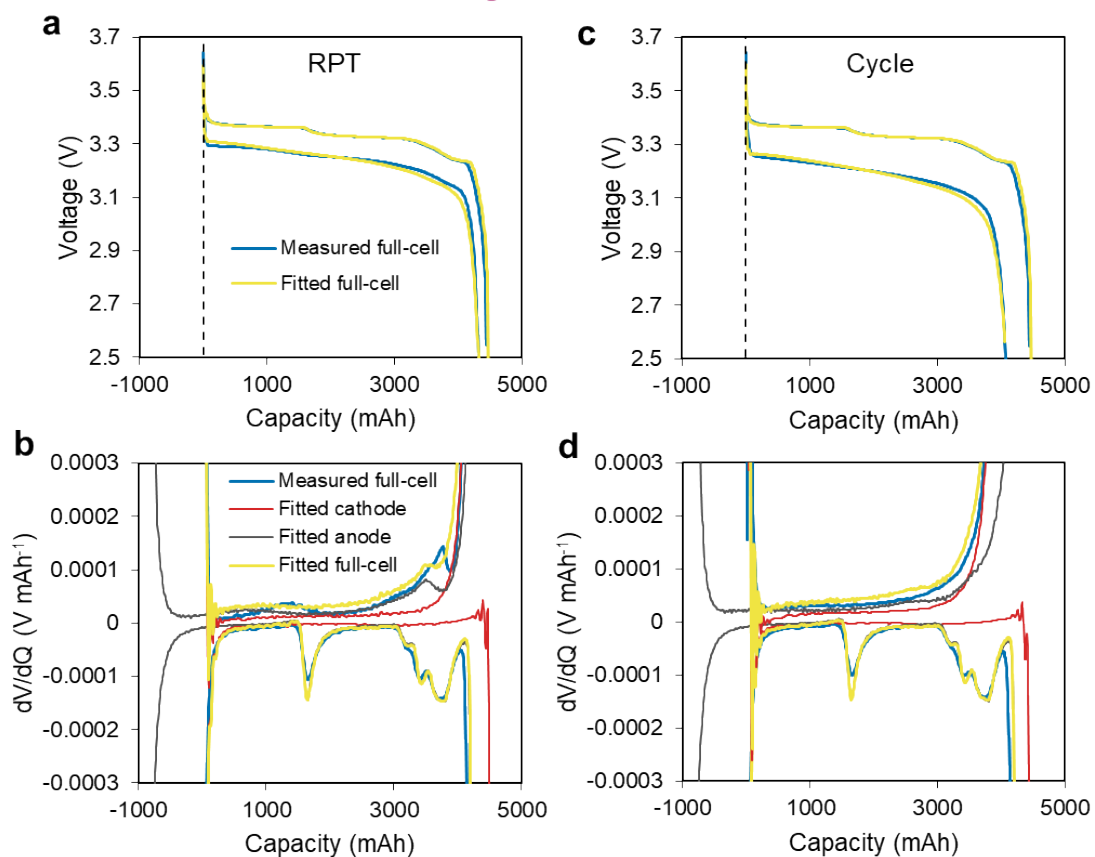 a
RPT
Voltage (V)
3.7
3.5
3.3
3.1
2.9
2.7
2.5
Measured full-cell
Fitted full-cell
-1000
1000
3000
5000
Capacity (mAh)
c
Cycle
Voltage (V)
3.7
3.5
3.3
3.1
2.9
2.7
2.5
-1000
1000
3000
5000
Capacity (mAh)
b
dV/dQ (V mAh⁻¹)
0.0003
0.0002
0.0001
0
-0.0001
-0.0002
-0.0003
Measured full-cell
Fitted cathode
Fitted anode
Fitted full-cell
-1000
1000
3000
5000
Capacity (mAh)
d
dV/dQ (V mAh⁻¹)
0.0003
0.0002
0.0001
0
-0.0001
-0.0002
-0.0003
-1000
1000
3000
5000
Capacity (mAh)